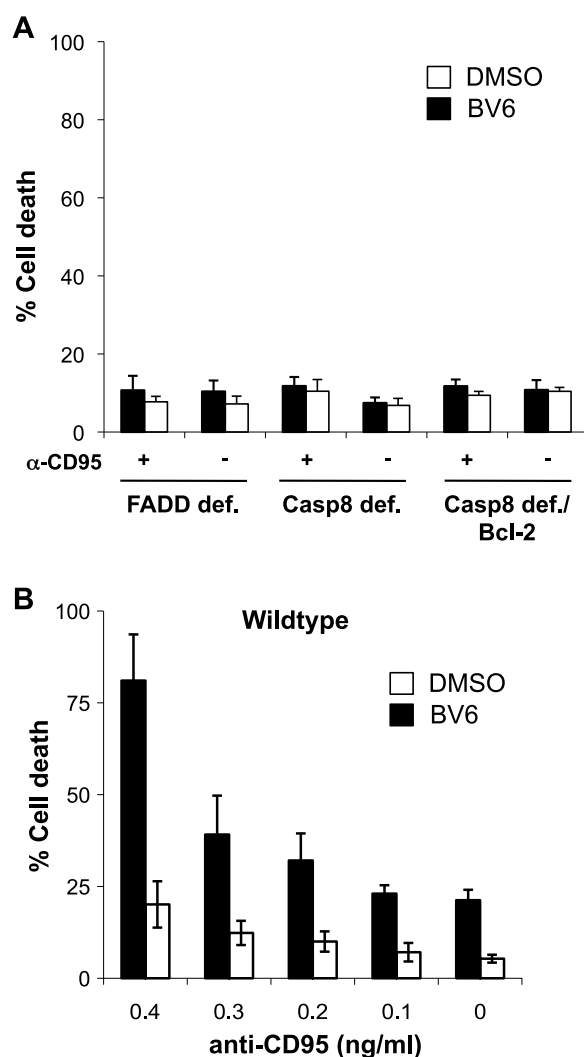 A
100
80
60
40
20
0
% Cell death
DMSO
BV6
α-CD95
+ - + - + -
FADD def. Casp8 def. Casp8 def./
Bcl-2
B
Wildtype
100
75
50
25
0
% Cell death
DMSO
BV6
0.4 0.3 0.2 0.1 0
anti-CD95 (ng/ml)